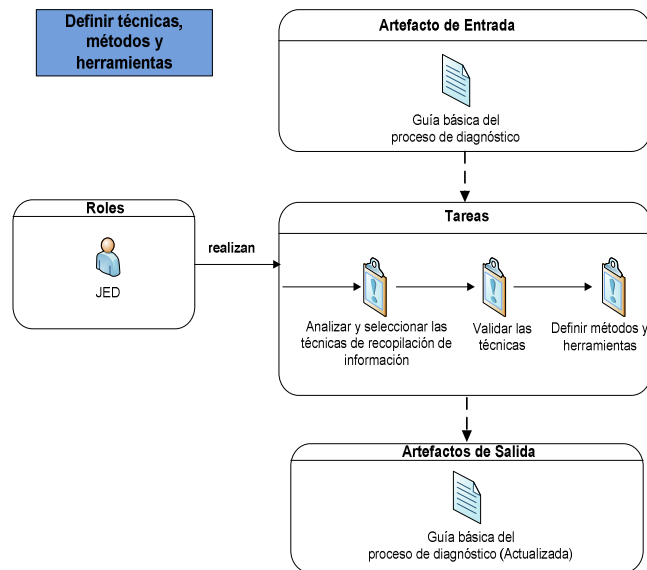 Definir técnicas,
métodos y
herramientas
Artefacto de Entrada
Guía básica del
proceso de diagnóstico
Roles
JED
realizan
Tareas
Analizar y seleccionar las
técnicas de recopilación de
información
Validar las
técnicas
Definir métodos y
herramientas
Artefactos de Salida
Guía básica del
proceso de diagnóstico (Actualizada)